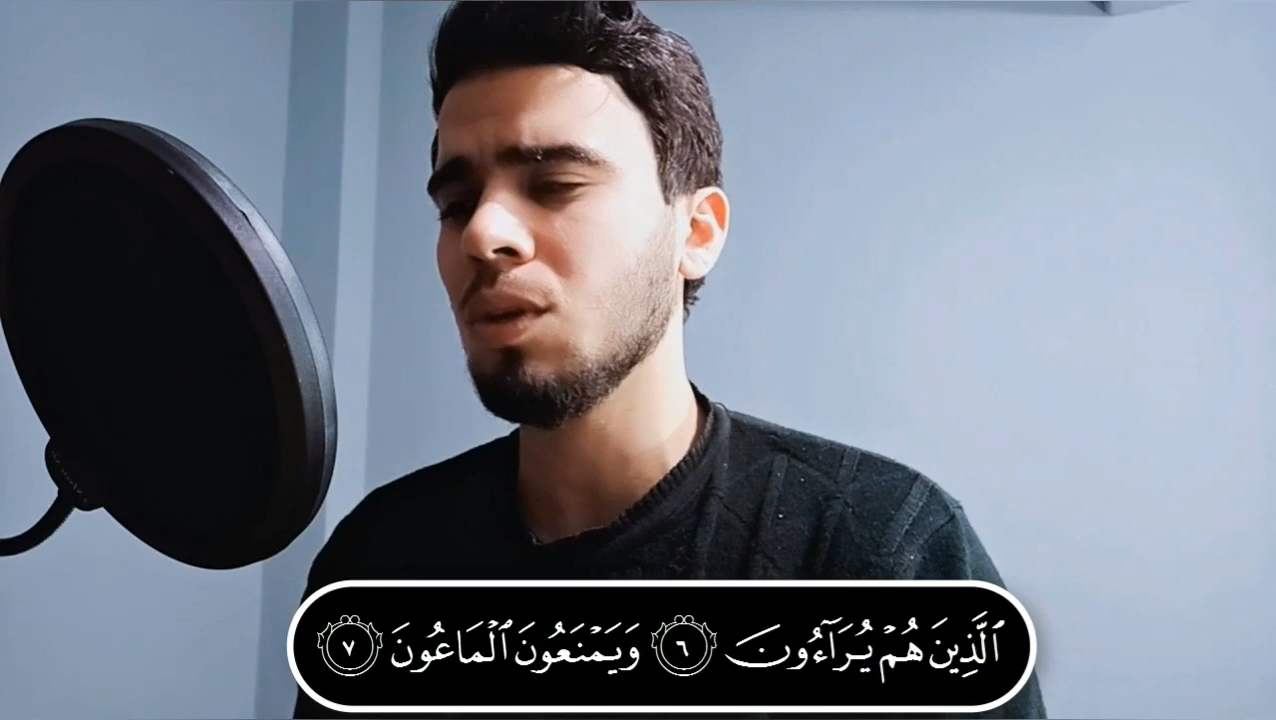 ٱلَّذِينَ هُمْ يُرَآءُونَ ٦ وَيَمْنَعُونَ ٱلْمَاعُونَ ٧